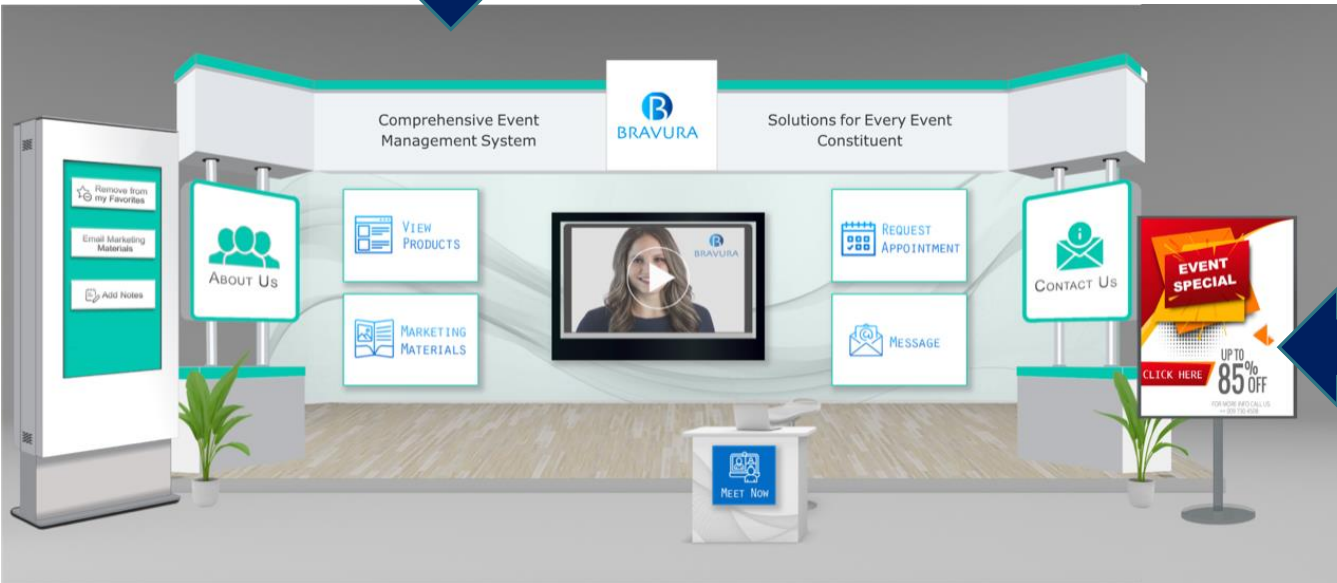 Comprehensive Event
Management System
BRAVURA
Solutions for Every Event
Constituent
Remove from
my Favorites
Email Marketing
Materials
Add Notes
ABOUT US
VIEW
PRODUCTS
MARKETING
MATERIALS
BRAVURA
REQUEST
APPOINTMENT
MESSAGE
CONTACT US
EVENT
SPECIAL
UP TO
85% OFF
CLICK HERE
FOR MORE INFO CALL US:
MEET NOW